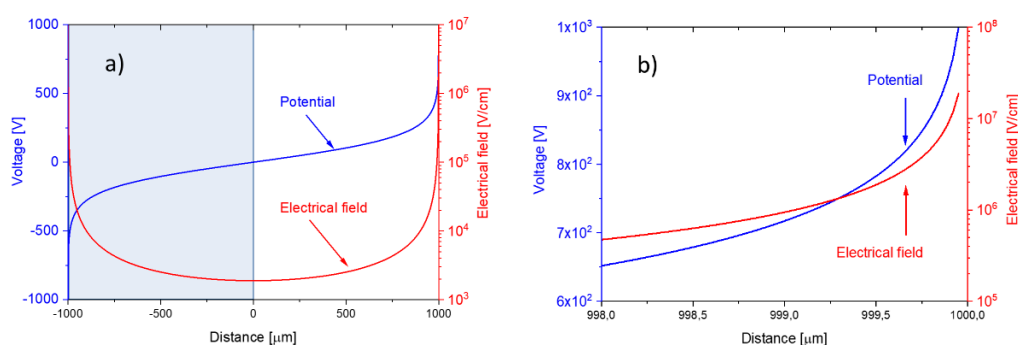 a)
1000
500
0
-500
-1000
Voltage [V]
Potential
Electrical field
10⁷
10⁶
10⁵
10⁴
10³
Electrical field [V/cm]
-1000 -500 0 500 1000
Distance [μm]
b)
1x10³
9x10²
8x10²
7x10²
6x10²
Voltage [V]
Potential
Electrical field
10⁸
10⁷
10⁶
10⁵
Electrical field [V/cm]
998,0 998,5 999,0 999,5 1000,0
Distance [μm]